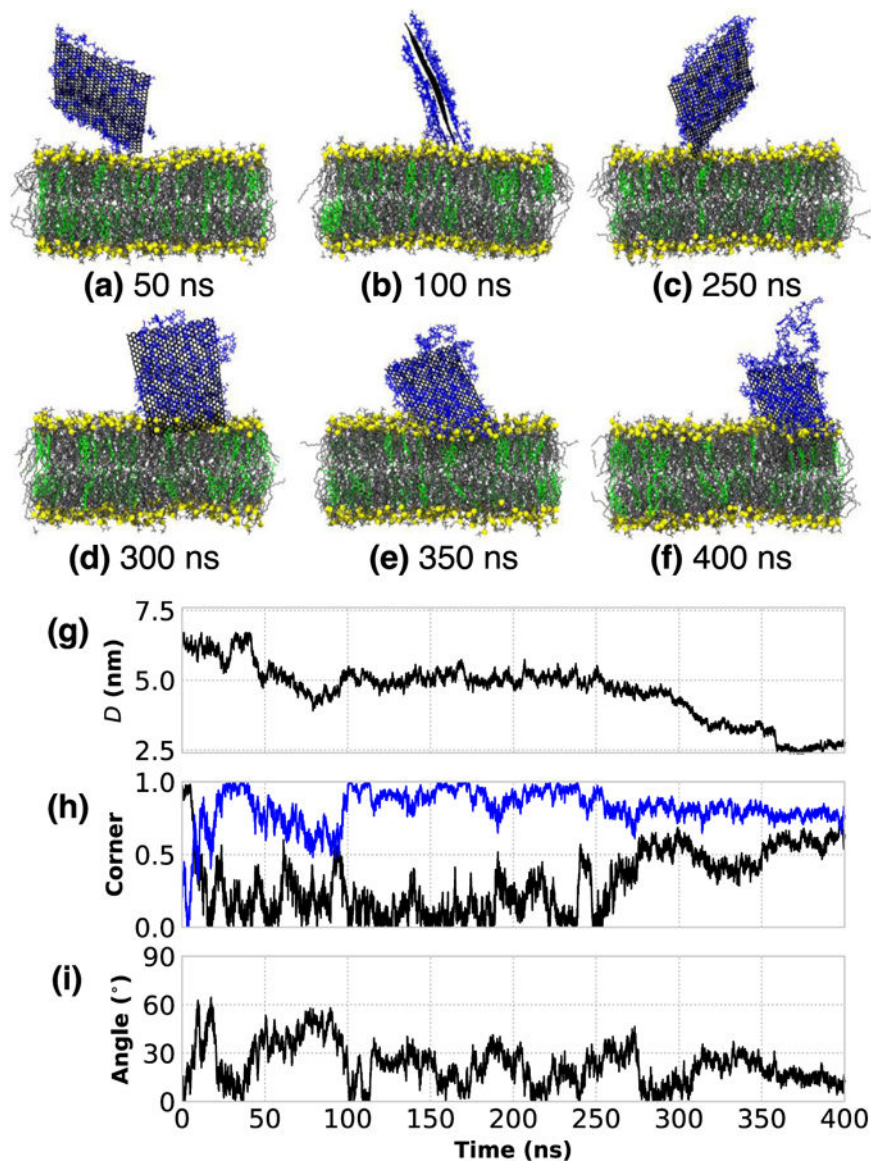 (a) 50 ns (b) 100 ns (c) 250 ns
(d) 300 ns (e) 350 ns (f) 400 ns
(g)
D (nm)
7.5
5.0
2.5
(h)
Corner
1.0
0.5
0.0
(i)
Angle (°)
90
60
30
0
0 50 100 150 200 250 300 350 400
Time (ns)